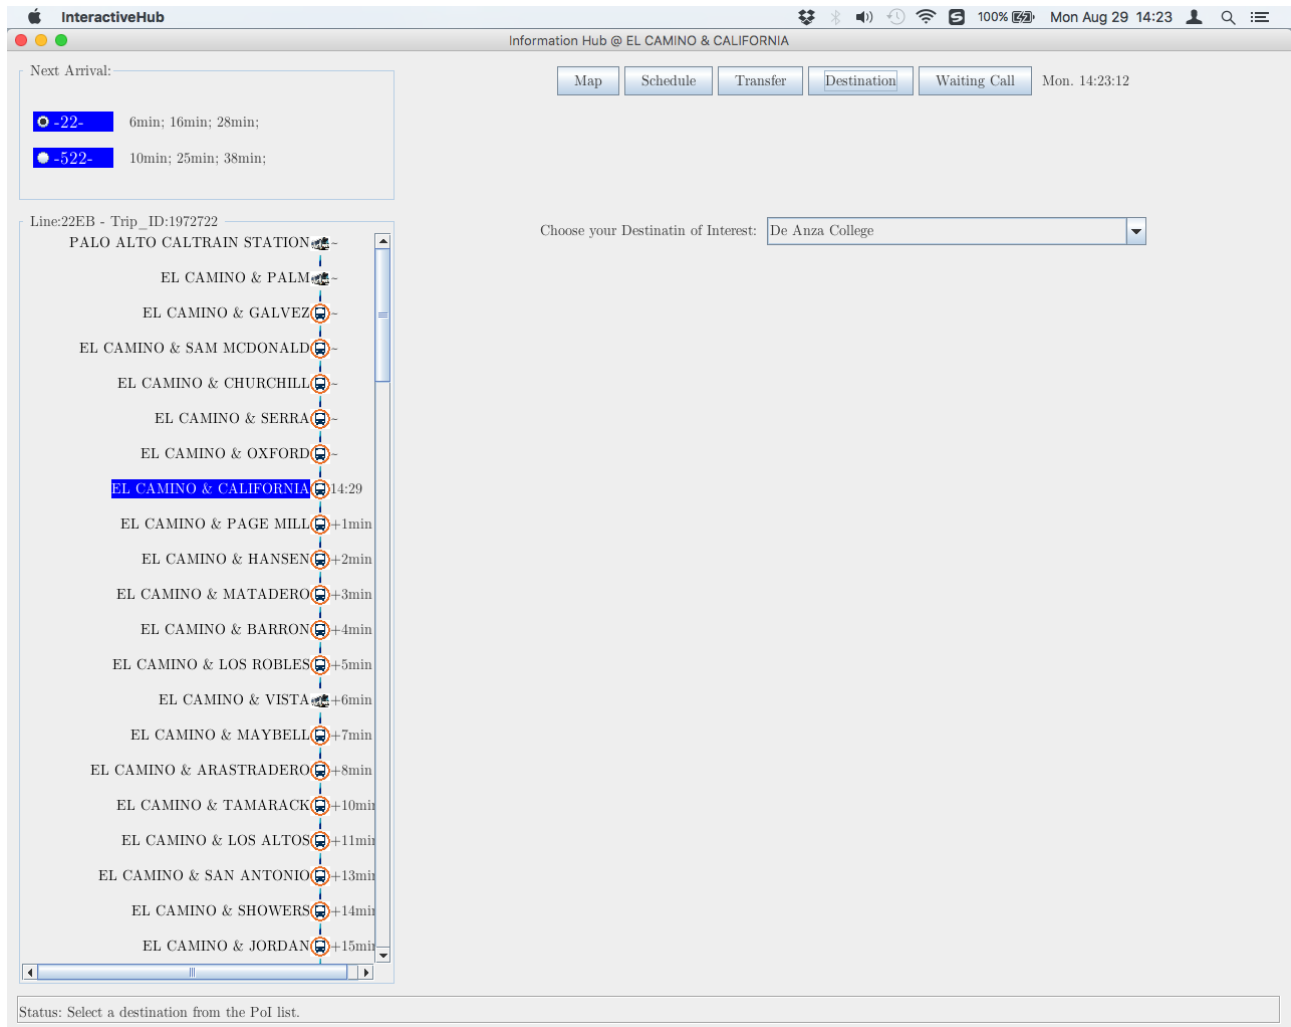 InteractiveHub 100% Mon Aug 29 14:23
Information Hub @ EL CAMINO & CALIFORNIA
Next Arrival:
Map Schedule Transfer Destination Waiting Call Mon. 14:23:12
-22- 6min; 16min; 28min;
-522- 10min; 25min; 38min;
Line:22EB - Trip_ID:1972722
Choose your Destinatin of Interest: De Anza College
PALO ALTO CALTRAIN STATION ~
EL CAMINO & PALM ~
EL CAMINO & GALVEZ ~
EL CAMINO & SAM MCDONALD ~
EL CAMINO & CHURCHILL ~
EL CAMINO & SERRA ~
EL CAMINO & OXFORD ~
EL CAMINO & CALIFORNIA 14:29
EL CAMINO & PAGE MILL +1min
EL CAMINO & HANSEN +2min
EL CAMINO & MATADERO +3min
EL CAMINO & BARRON +4min
EL CAMINO & LOS ROBLES +5min
EL CAMINO & VISTA +6min
EL CAMINO & MAYBELL +7min
EL CAMINO & ARASTRADERO +8min
EL CAMINO & TAMARACK +10min
EL CAMINO & LOS ALTOS +11min
EL CAMINO & SAN ANTONIO +13min
EL CAMINO & SHOWERS +14min
EL CAMINO & JORDAN +15min
Status: Select a destination from the PoI list.